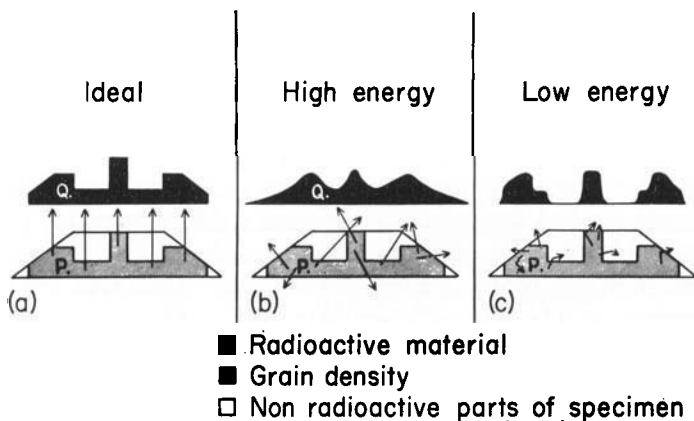 Ideal
High energy
Low energy
Q.
Q.
P.
P.
P.
(a)
(b)
(c)
Radioactive material
Grain density
Non radioactive parts of specimen